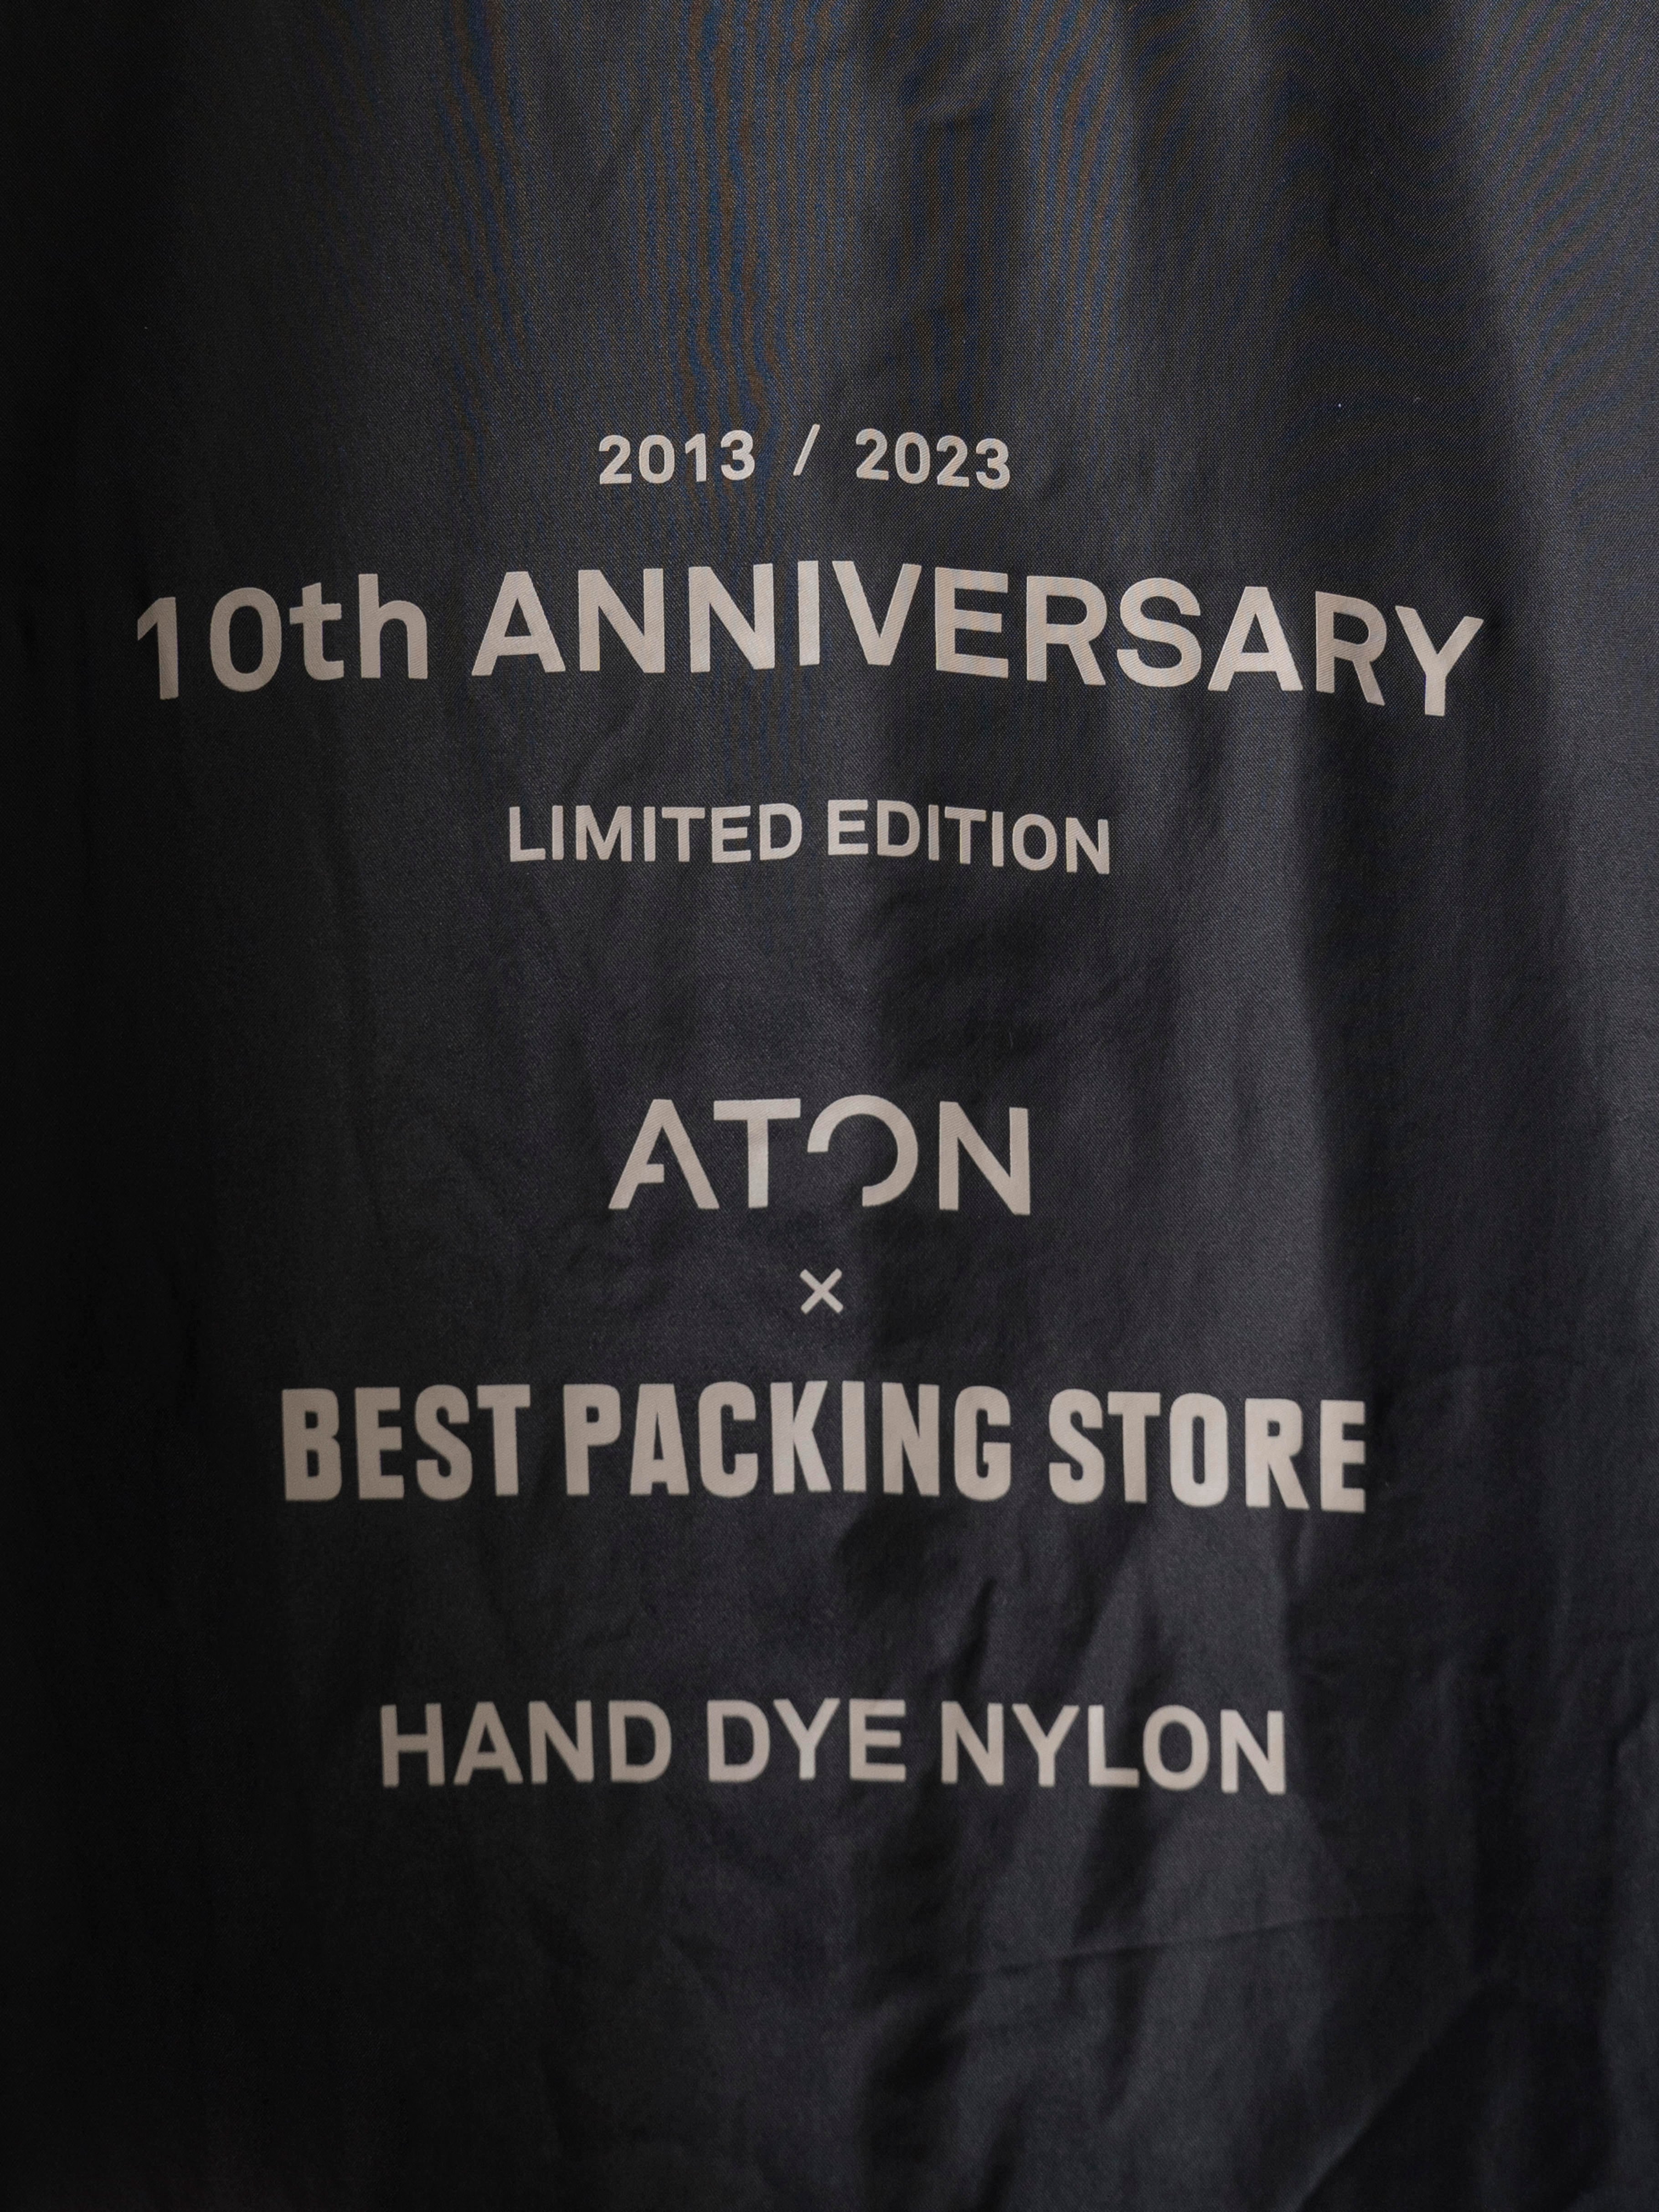 2013 / 2023
10th ANNIVERSARY
LIMITED EDITION
ATON
×
BEST PACKING STORE
HAND DYE NYLON